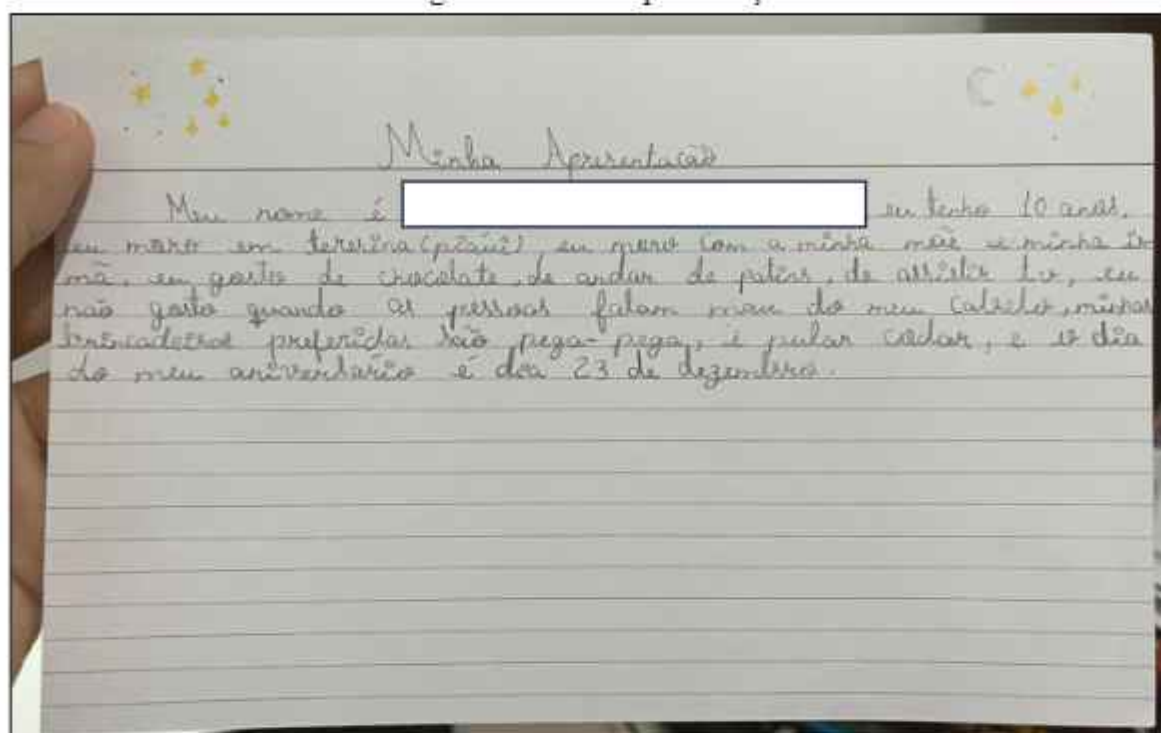 Minha Apresentação
Meu nome é eu tenho 10 anos,
eu moro em teresina (piauí) eu moro com a minha mãe e minha ir
mã, eu gosto de chocolate, de andar de patins, de assistir tv, eu
não gosto quando as pessoas falam mau do meu cabelo, minhas
brincadeiras preferidas são pega-pega, e pular codar, e o dia
do meu aniversário é dia 23 de dezembro.